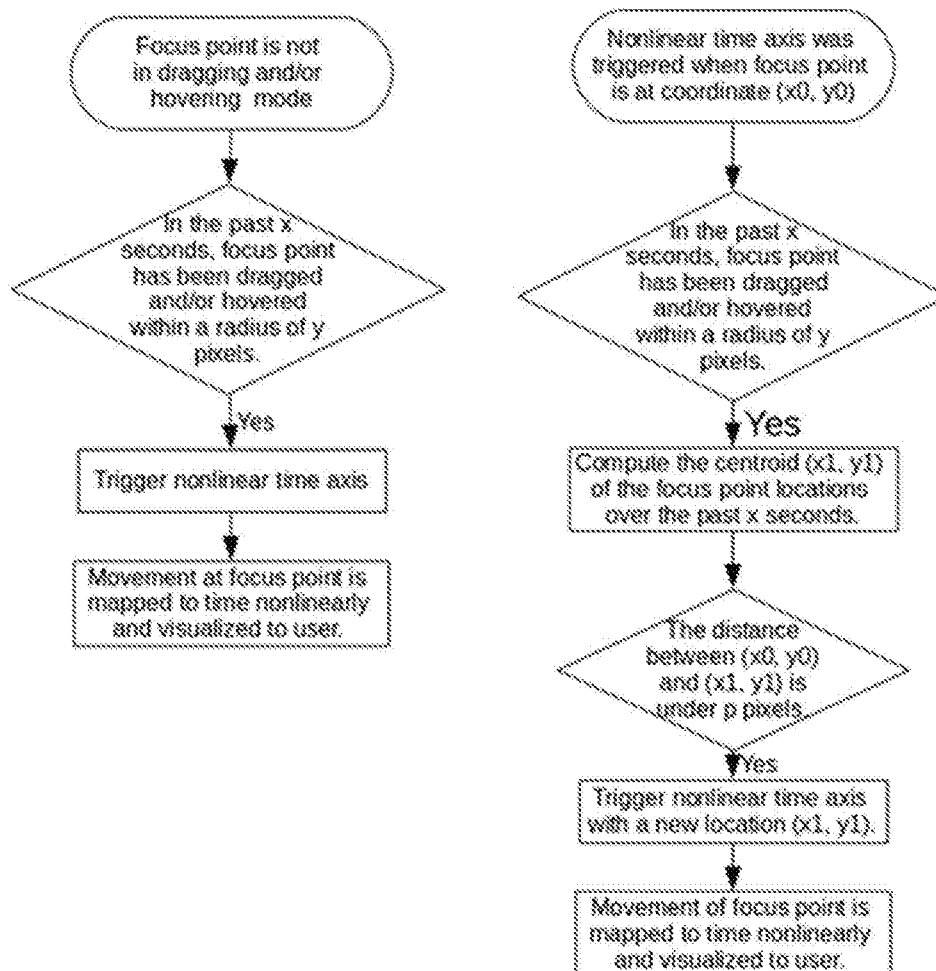 Focus point is not
in dragging and/or
hovering mode
In the past x
seconds, focus point
has been dragged
and/or hovered
within a radius of y
pixels.
Yes
Trigger nonlinear time axis
Movement at focus point is
mapped to time nonlinearly
and visualized to user.
Nonlinear time axis was
triggered when focus point
is at coordinate (x0, y0)
In the past x
seconds, focus point
has been dragged
and/or hovered
within a radius of y
pixels.
Yes
Compute the centroid (x1, y1)
of the focus point locations
over the past x seconds.
The distance
between (x0, y0)
and (x1, y1) is
under p pixels.
Yes
Trigger nonlinear time axis
with a new location (x1, y1).
Movement of focus point is
mapped to time nonlinearly
and visualized to user.